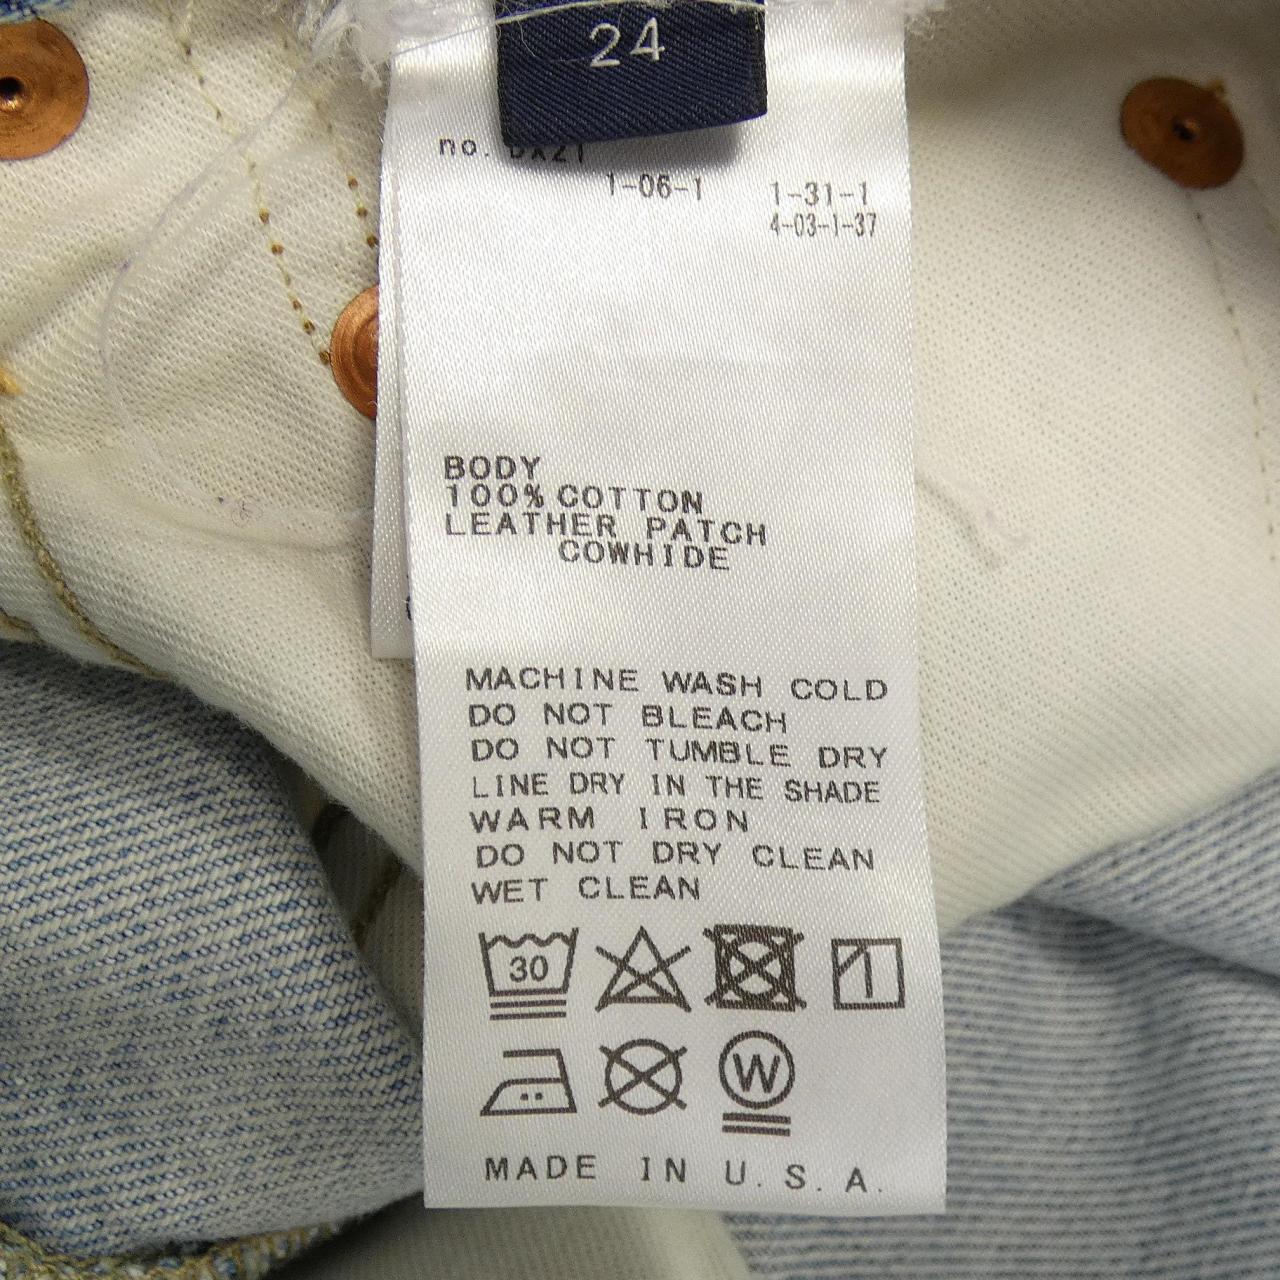 24
no. DX21
1-06-1 1-31-1
4-03-1-37
BODY
100% COTTON
LEATHER PATCH
COWHIDE
MACHINE WASH COLD
DO NOT BLEACH
DO NOT TUMBLE DRY
LINE DRY IN THE SHADE
WARM IRON
DO NOT DRY CLEAN
WET CLEAN
30
W
MADE IN U.S.A.